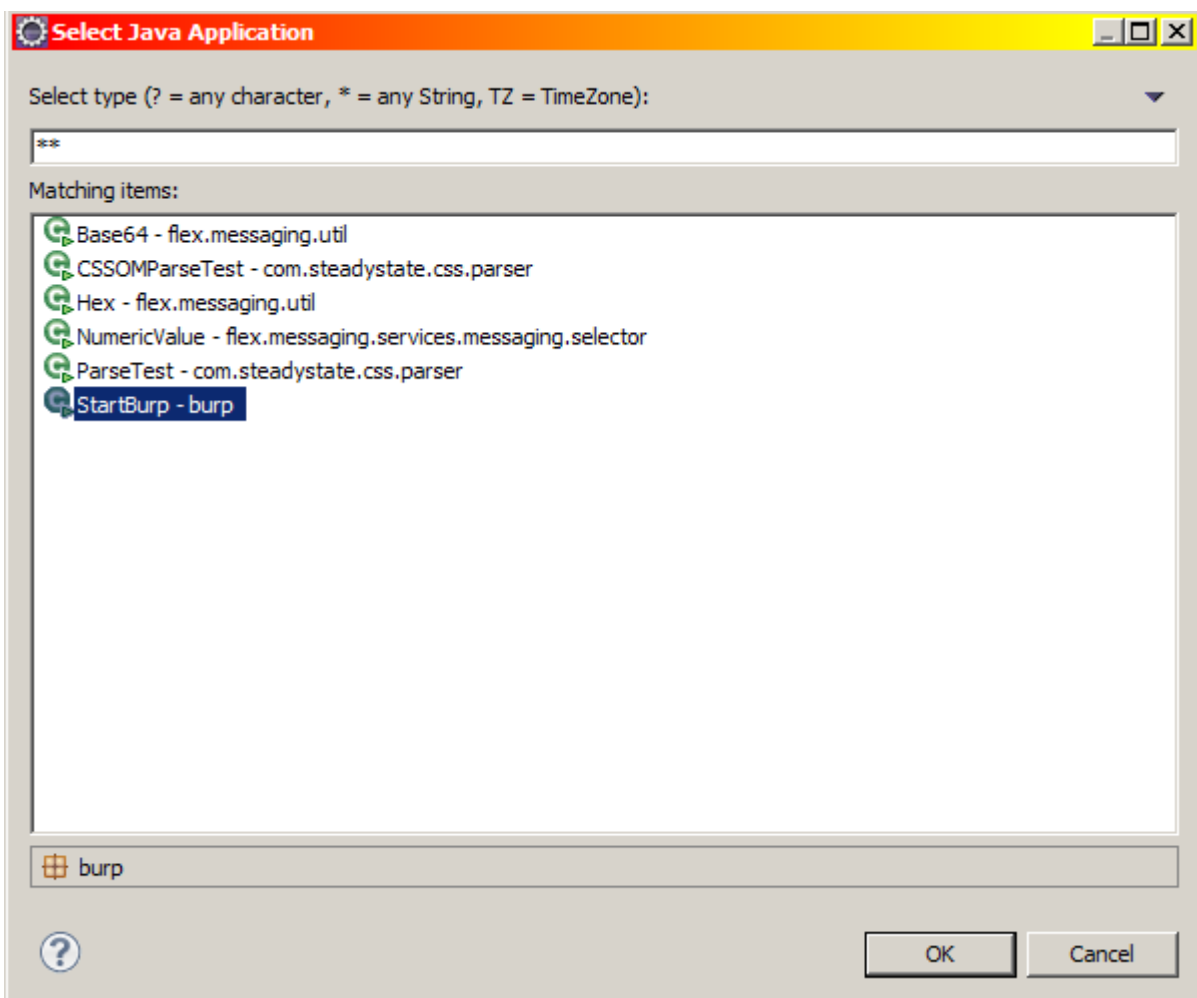 Select Java Application
Select type (? = any character, * = any String, TZ = TimeZone):
**
Matching items:
Base64 - flex.messaging.util
CSSOMParseTest - com.steadystate.css.parser
Hex - flex.messaging.util
NumericValue - flex.messaging.services.messaging.selector
ParseTest - com.steadystate.css.parser
StartBurp - burp
burp
OK Cancel